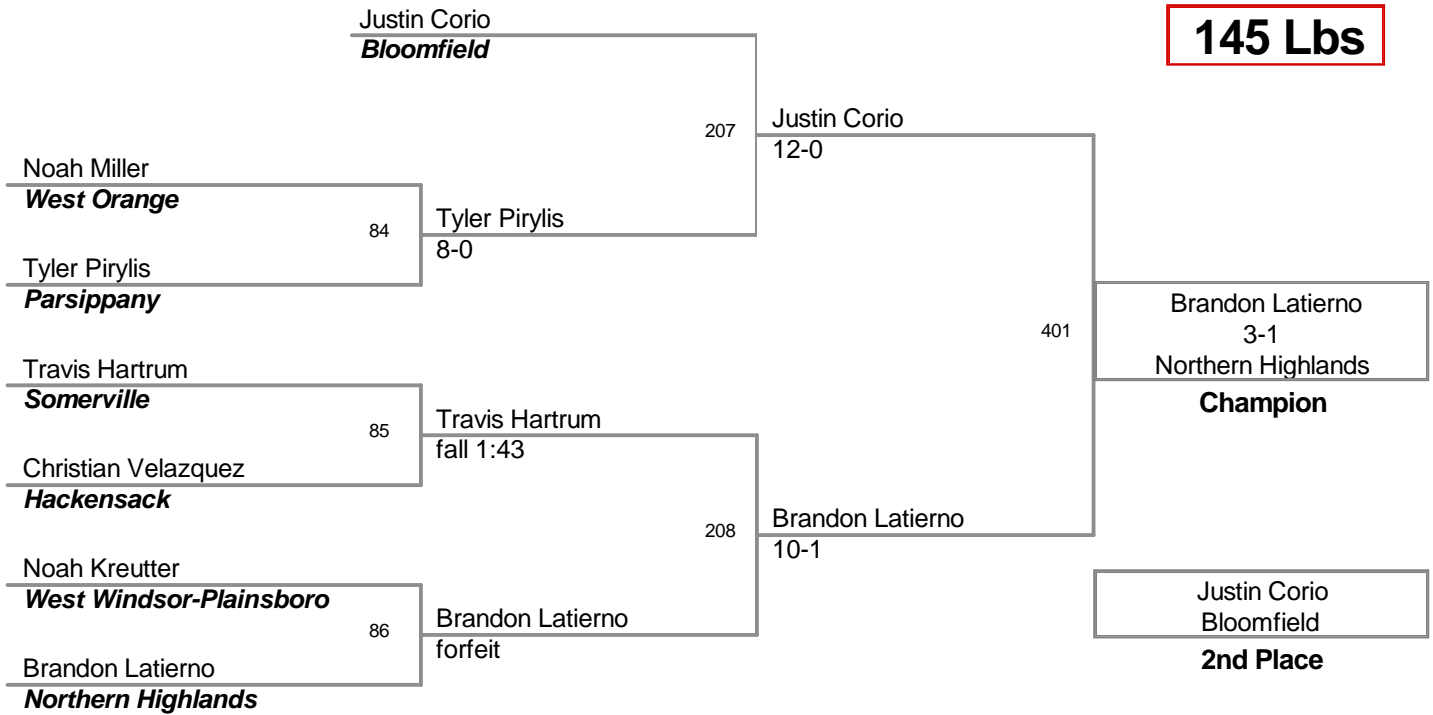 Justin Corio
Bloomfield
145 Lbs
207
Justin Corio
12-0
Noah Miller
West Orange
84
Tyler Pirylis
8-0
Tyler Pirylis
Parsippany
Brandon Latierno
3-1
Northern Highlands
Champion
401
Travis Hartrum
Somerville
85
Travis Hartrum
fall 1:43
Christian Velazquez
Hackensack
208
Brandon Latierno
10-1
Noah Kreutter
West Windsor-Plainsboro
86
Brandon Latierno
forfeit
Brandon Latierno
Northern Highlands
Justin Corio
Bloomfield
2nd Place